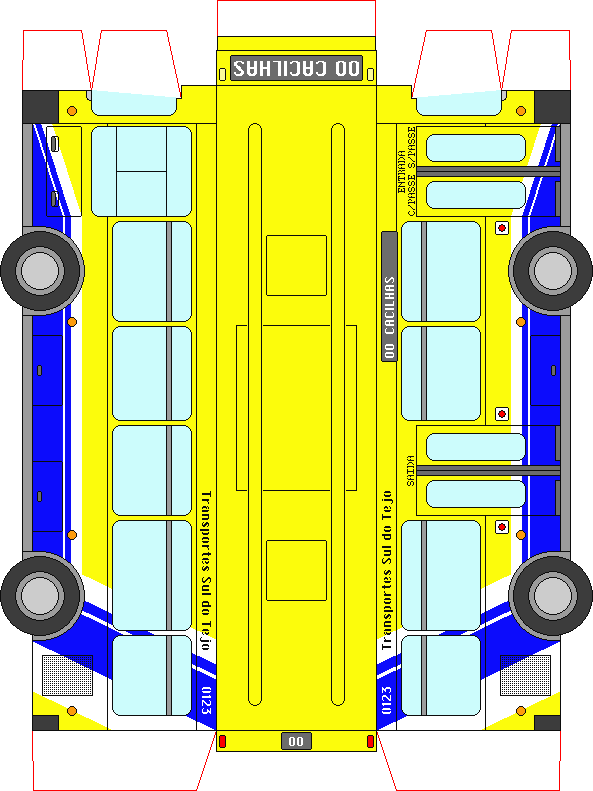 00 CACILHAS
ENTRADA
C/PASSE S/PASSE
00 CACILHAS
SAIDA
Transportes Sul do Tejo
Transportes Sul do Tejo
0123
0123
00